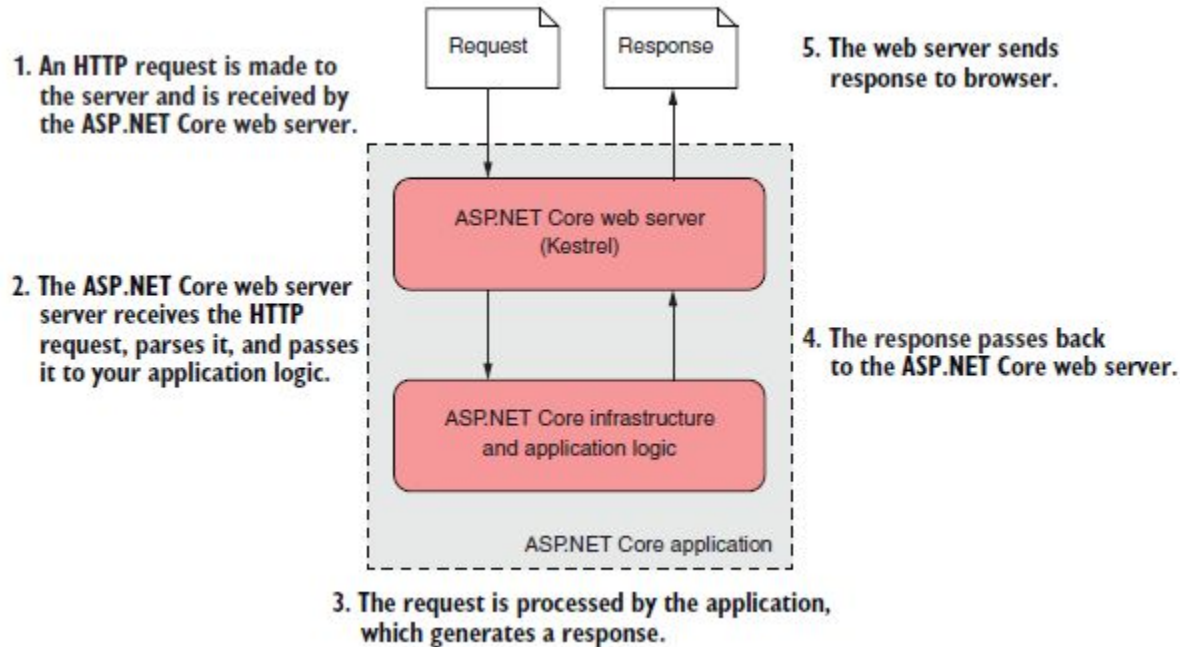 Request
Response
1. An HTTP request is made to
the server and is received by
the ASP.NET Core web server.
5. The web server sends
response to browser.
ASP.NET Core web server
(Kestrel)
2. The ASP.NET Core web server
server receives the HTTP
request, parses it, and passes
it to your application logic.
4. The response passes back
to the ASP.NET Core web server.
ASP.NET Core infrastructure
and application logic
ASP.NET Core application
3. The request is processed by the application,
which generates a response.